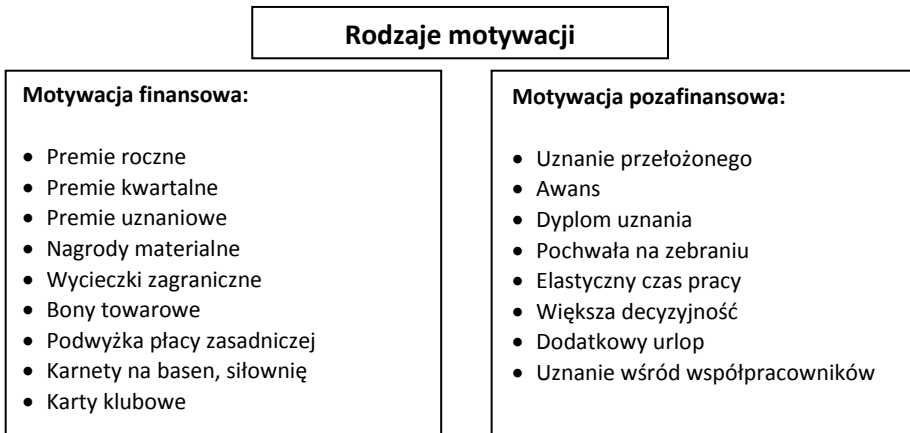 Rodzaje motywacji
Motywacja finansowa:
• Premie roczne
• Premie kwartalne
• Premie uznaniowe
• Nagrody materialne
• Wycieczki zagraniczne
• Bony towarowe
• Podwyżka płacy zasadniczej
• Karnety na basen, siłownię
• Karty klubowe
Motywacja pozafinansowa:
• Uznanie przełożonego
• Awans
• Dyplom uznania
• Pochwała na zebraniu
• Elastyczny czas pracy
• Większa decyzyjność
• Dodatkowy urlop
• Uznanie wśród współpracowników